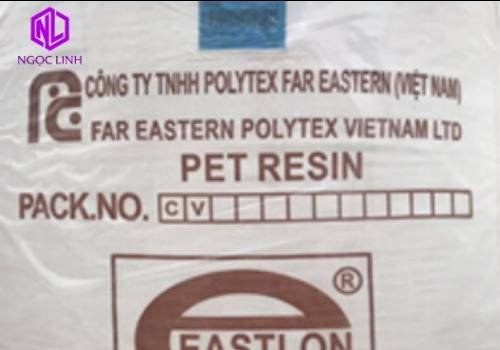 NGỌC LINH
CÔNG TY TNHH POLYTEX FAR EASTERN (VIỆT NAM)
FAR EASTERN POLYTEX VIETNAM LTD
PET RESIN
PACK.NO. C V
®
EASTLON